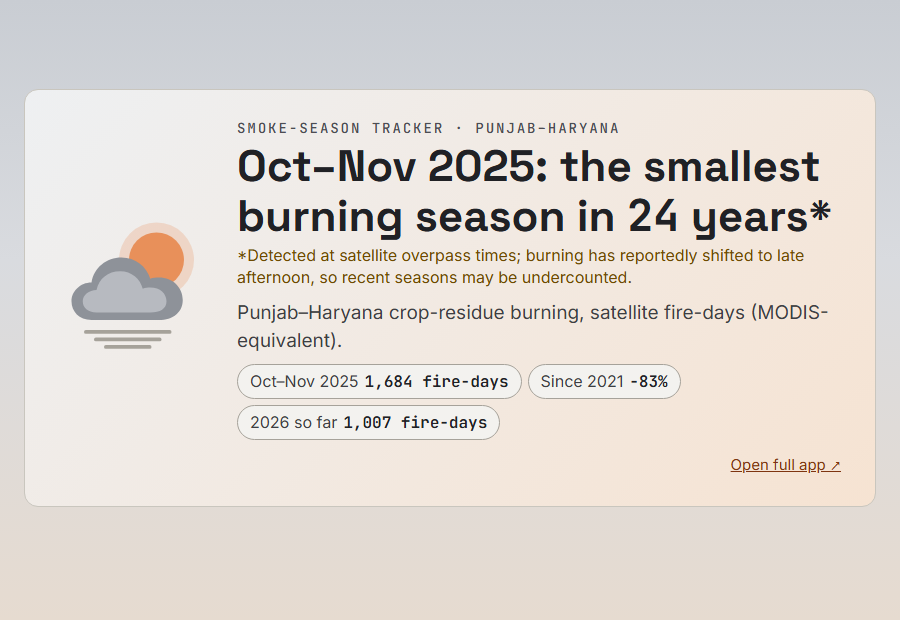 SMOKE-SEASON TRACKER · PUNJAB–HARYANA
Oct–Nov 2025: the smallest
burning season in 24 years*
*Detected at satellite overpass times; burning has reportedly shifted to late
afternoon, so recent seasons may be undercounted.
Punjab–Haryana crop-residue burning, satellite fire-days (MODIS-
equivalent).
Oct–Nov 2025 1,684 fire-days
Since 2021 -83%
2026 so far 1,007 fire-days
Open full app ↗